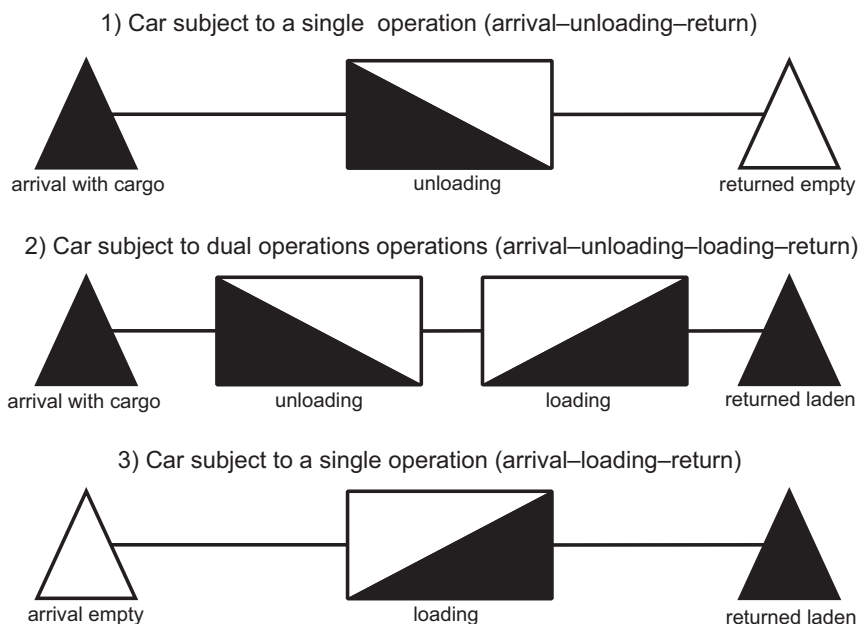 1) Car subject to a single operation (arrival–unloading–return)
arrival with cargo
unloading
returned empty
2) Car subject to dual operations operations (arrival–unloading–loading–return)
arrival with cargo
unloading
loading
returned laden
3) Car subject to a single operation (arrival–loading–return)
arrival empty
loading
returned laden